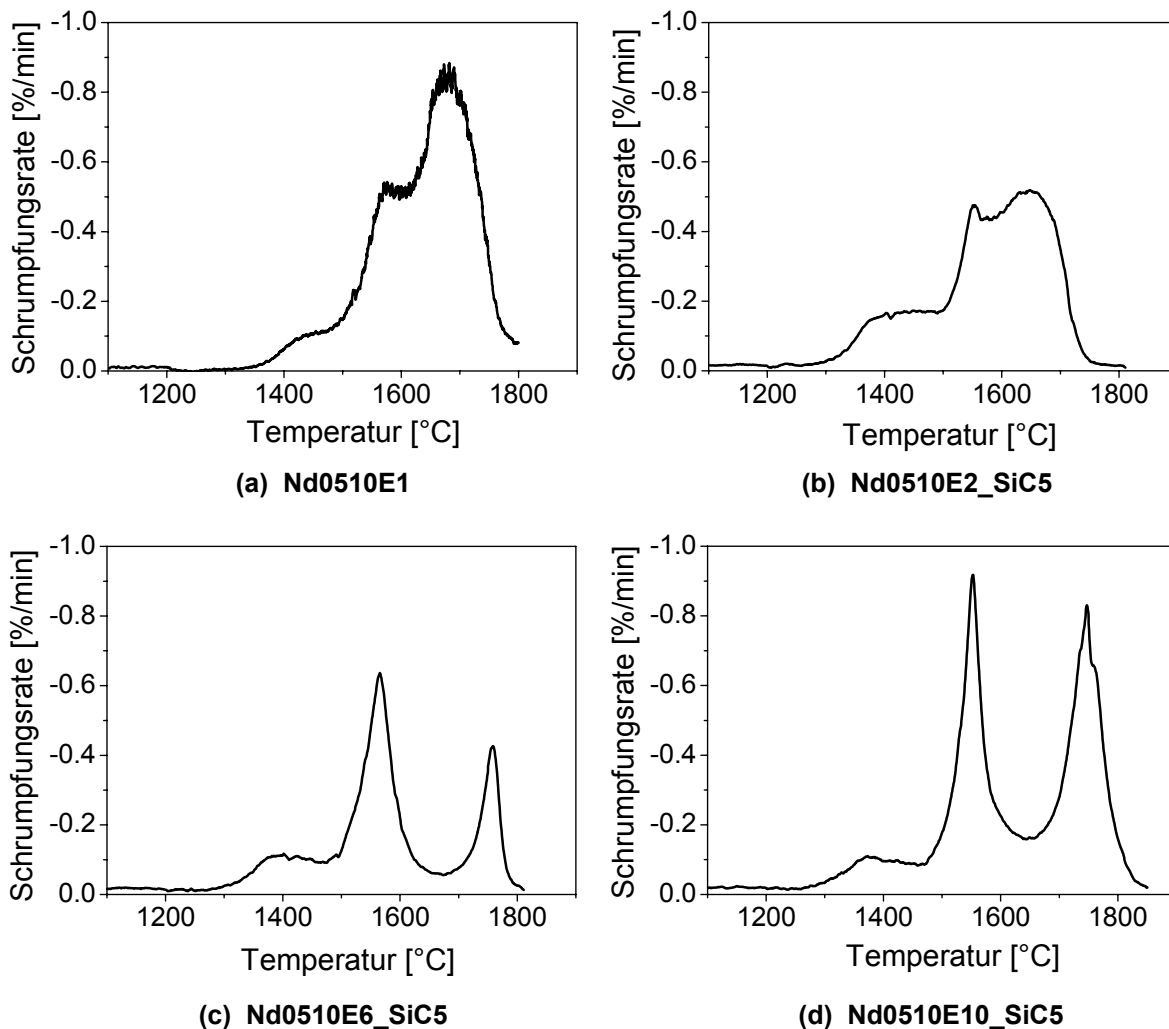 -1.0
-0.8
-0.6
-0.4
-0.2
0.0
Schrumpfungsrate [%/min]
1200 1400 1600 1800
Temperatur [°C]
(a) Nd0510E1
-1.0
-0.8
-0.6
-0.4
-0.2
0.0
Schrumpfungsrate [%/min]
1200 1400 1600 1800
Temperatur [°C]
(b) Nd0510E2_SiC5
-1.0
-0.8
-0.6
-0.4
-0.2
0.0
Schrumpfungsrate [%/min]
1200 1400 1600 1800
Temperatur [°C]
(c) Nd0510E6_SiC5
-1.0
-0.8
-0.6
-0.4
-0.2
0.0
Schrumpfungsrate [%/min]
1200 1400 1600 1800
Temperatur [°C]
(d) Nd0510E10_SiC5